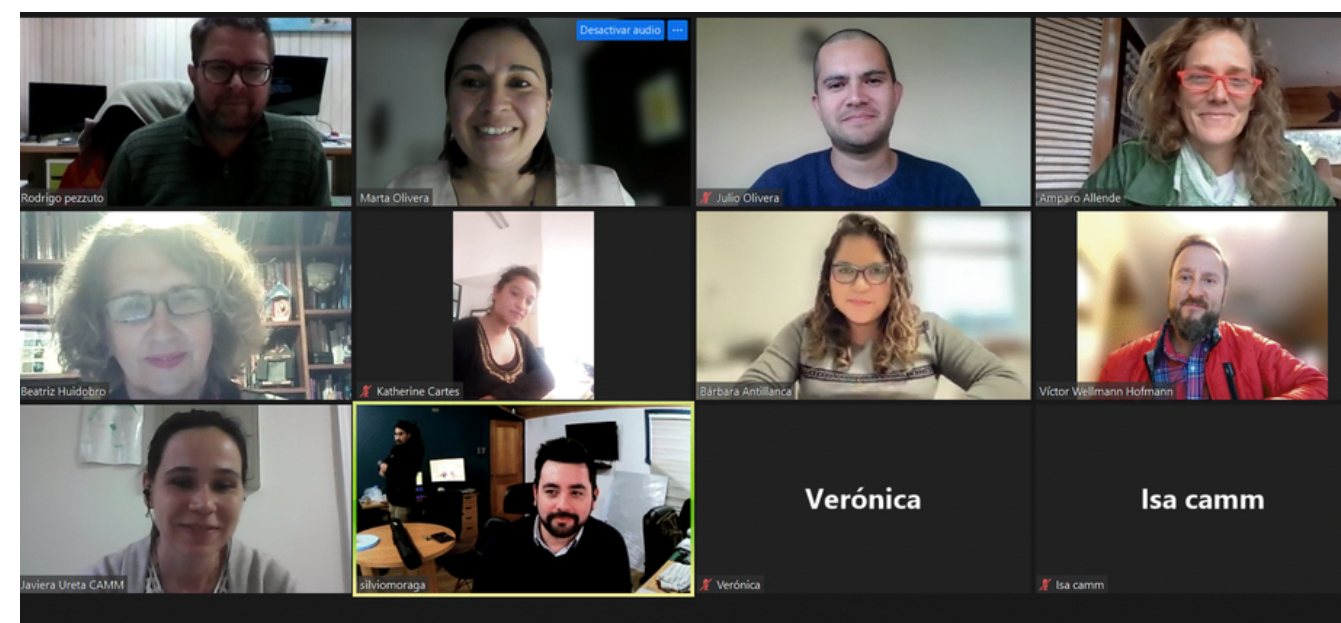 Desactivar audio ...
Rodrigo pezzuto
Marta Olivera
Julio Olivera
Amparo Allende
Beatriz Huidobro
Katherine Cartes
Bárbara Antillanca
Víctor Wellmann Hofmann
Javiera Ureta CAMM
silviomoraga
Verónica
Verónica
Isa camm
Isa camm